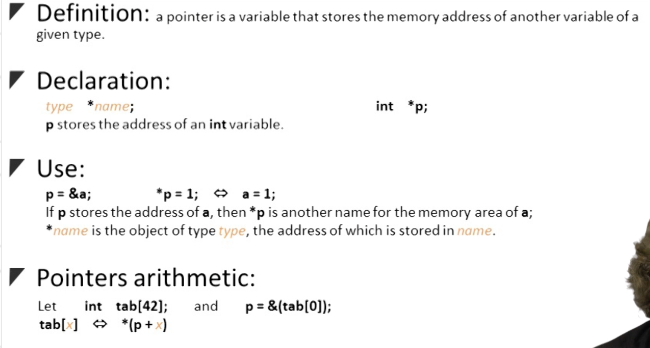 Definition: a pointer is a variable that stores the memory address of another variable of a
given type.
Declaration:
type *name; int *p;
p stores the address of an int variable.
Use:
p = &a; *p = 1; ⇔ a = 1;
If p stores the address of a, then *p is another name for the memory area of a;
*name is the object of type type, the address of which is stored in name.
Pointers arithmetic:
Let int tab[42]; and p = &(tab[0]);
tab[x] ⇔ *(p + x)